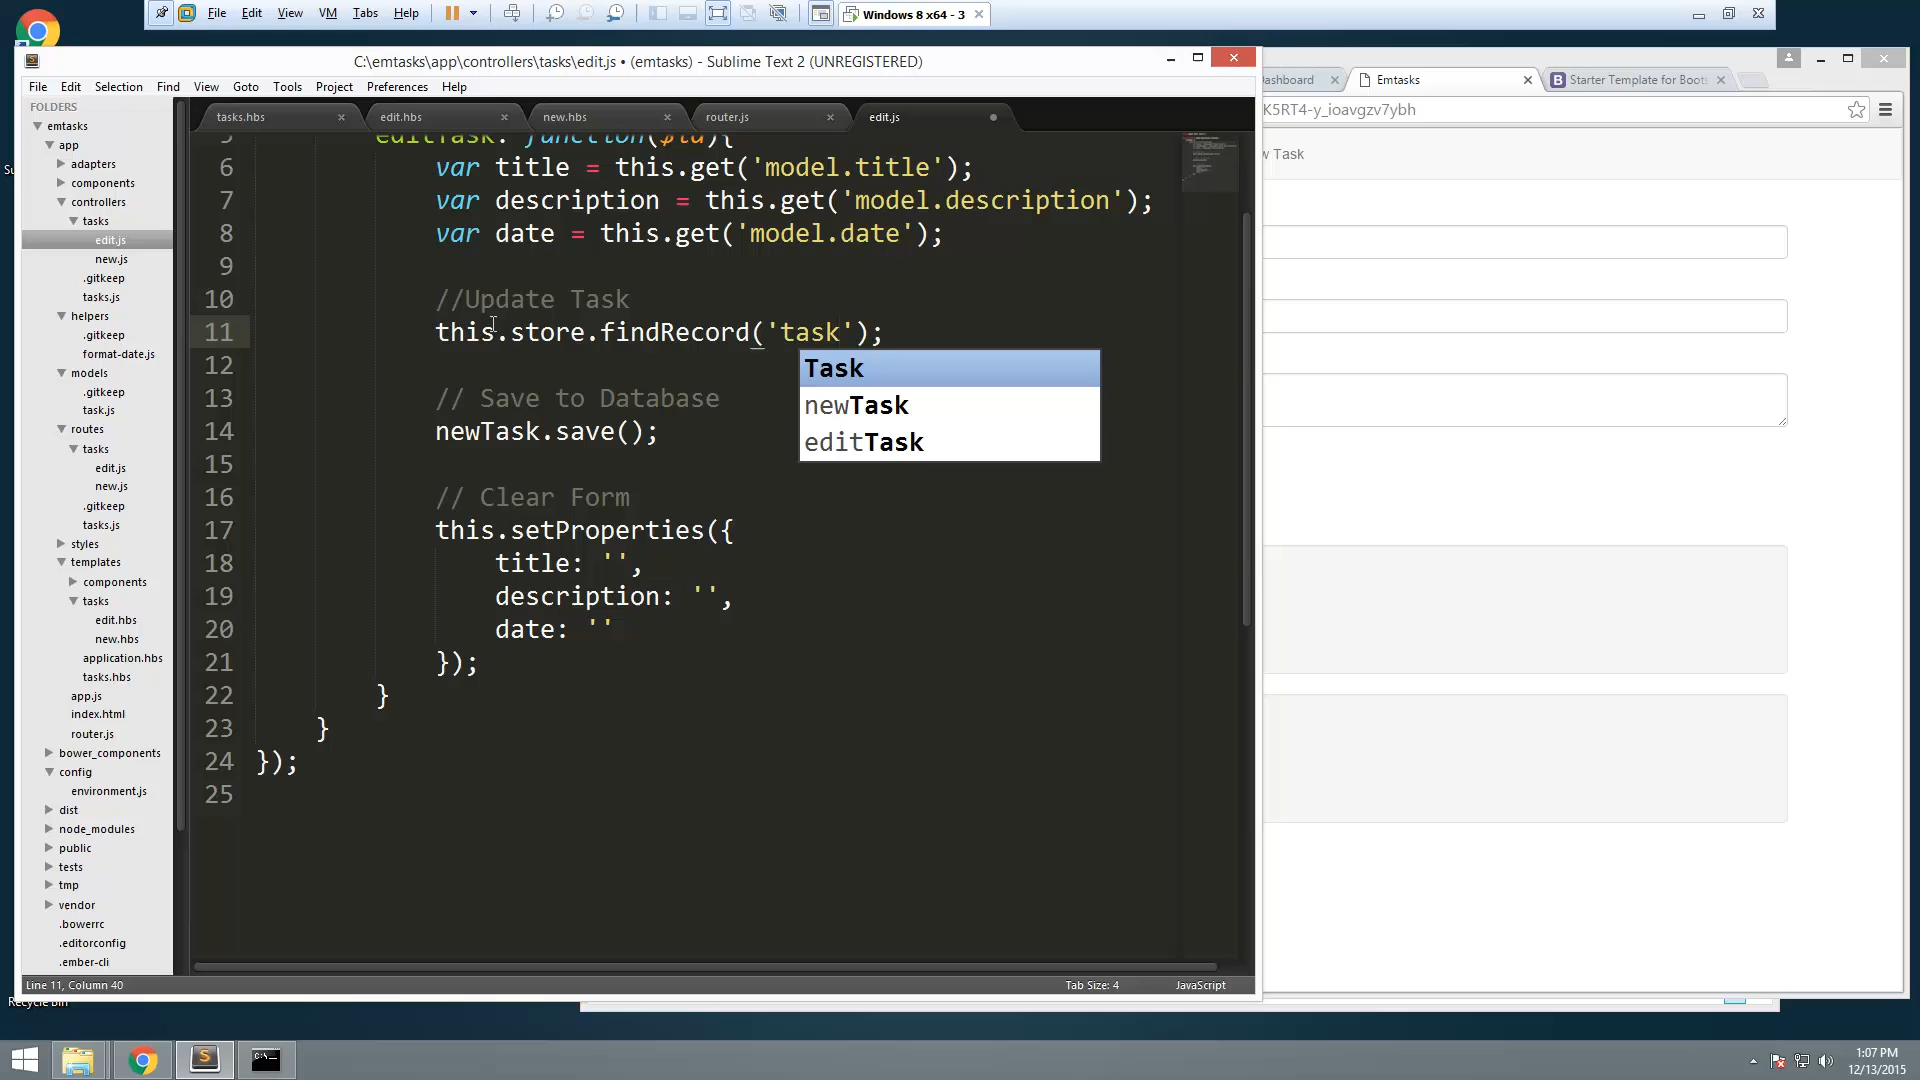 File Edit View VM Tabs Help
Windows 8 x64 - 3
C:\emtasks\app\controllers\tasks\edit.js • (emtasks) - Sublime Text 2 (UNREGISTERED)
File Edit Selection Find View Goto Tools Project Preferences Help
FOLDERS
emtasks
app
adapters
components
controllers
tasks
edit.js
new.js
.gitkeep
tasks.js
helpers
.gitkeep
format-date.js
models
.gitkeep
task.js
routes
tasks
edit.js
new.js
.gitkeep
tasks.js
styles
templates
components
tasks
edit.hbs
new.hbs
application.hbs
tasks.hbs
app.js
index.html
router.js
bower_components
config
environment.js
dist
node_modules
public
tests
tmp
vendor
.bowerrc
.editorconfig
.ember-cli
tasks.hbs edit.hbs new.hbs router.js edit.js
editTask: function($id){
6 var title = this.get('model.title');
7 var description = this.get('model.description');
8 var date = this.get('model.date');
9
10 //Update Task
11 this.store.findRecord('task');
12
13 // Save to Database
14 newTask.save();
15
16 // Clear Form
17 this.setProperties({
18 title: '',
19 description: '',
20 date: ''
21 });
22 }
23 }
24 });
25
Task
newTask
editTask
Line 11, Column 40
Tab Size: 4
JavaScript
Dashboard
Emtasks
Starter Template for Boots
K5RT4-y_ioavgzv7ybh
w Task
Recycle Bin
1:07 PM
12/13/2015